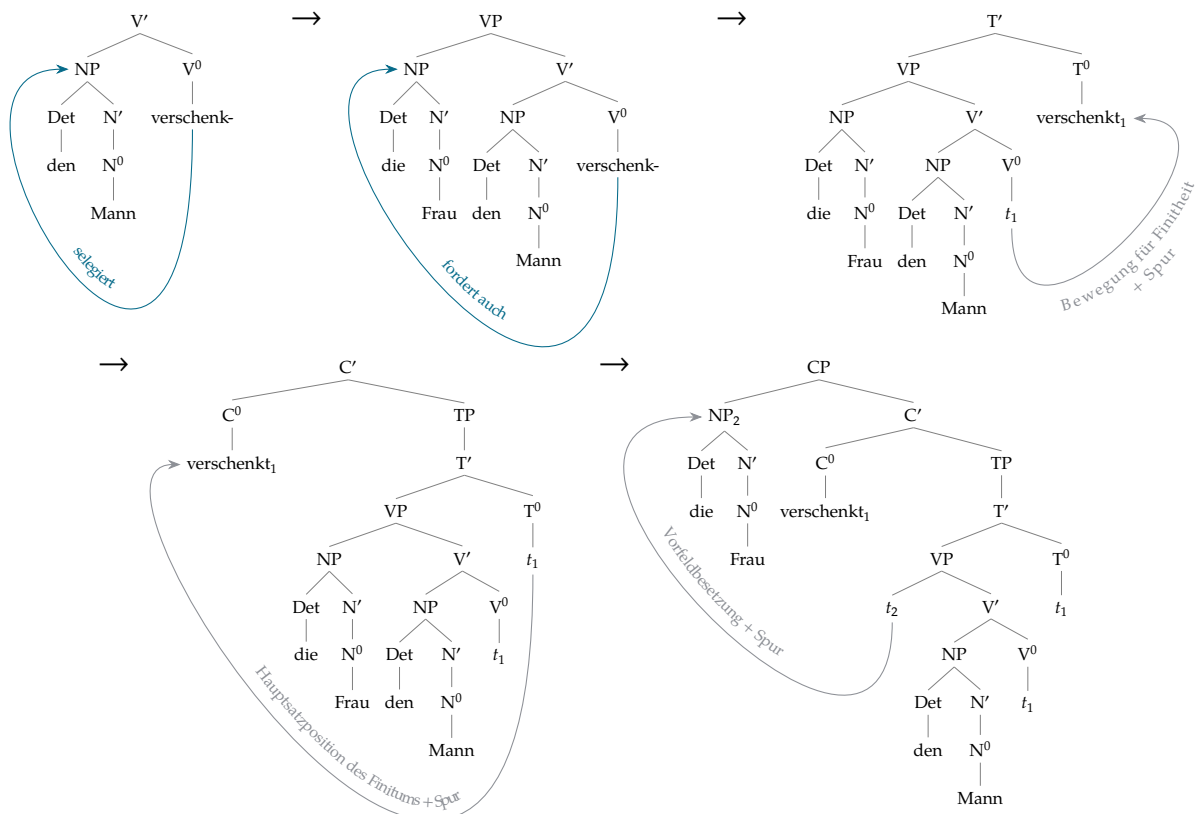 → →
V′ VP T′
NP V⁰ NP V′ VP T⁰
Det N′ verschenk- Det N′ NP V⁰ NP V′ verschenkt₁
den N⁰ die N⁰ Det N′ verschenk- Det N′ NP V⁰
Mann Frau den N⁰ die N⁰ Det N′ t₁
Mann Frau den N⁰
Mann
selegiert
fordert auch
Bewegung für Finitheit
+ Spur
→ →
C′ CP
C⁰ TP NP₂ C′
verschenkt₁ T′ Det N′ C⁰ TP
VP T⁰ die N⁰ verschenkt₁ T′
NP V′ t₁ Frau VP T⁰
Det N′ NP V⁰ t₂ V′ t₁
die N⁰ Det N′ t₁ NP V⁰
Frau den N⁰ Det N′ t₁
Mann den N⁰
Mann
Hauptsatzposition des Finitums + Spur
Vorfeldbesetzung + Spur